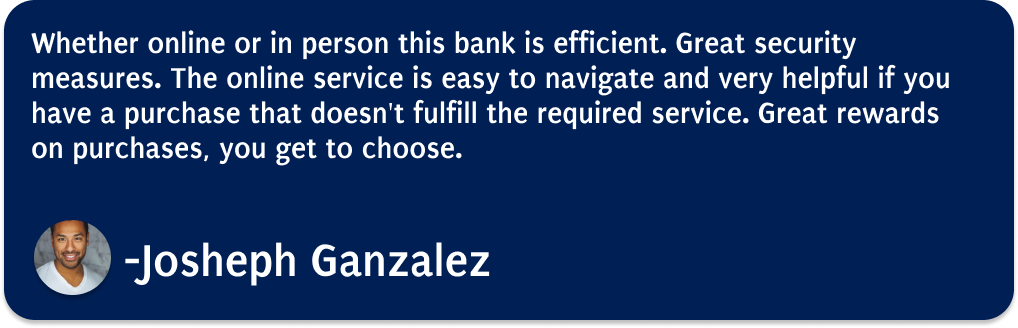 Whether online or in person this bank is efficient. Great security
measures. The online service is easy to navigate and very helpful if you
have a purchase that doesn't fulfill the required service. Great rewards
on purchases, you get to choose.
-Josheph Ganzalez